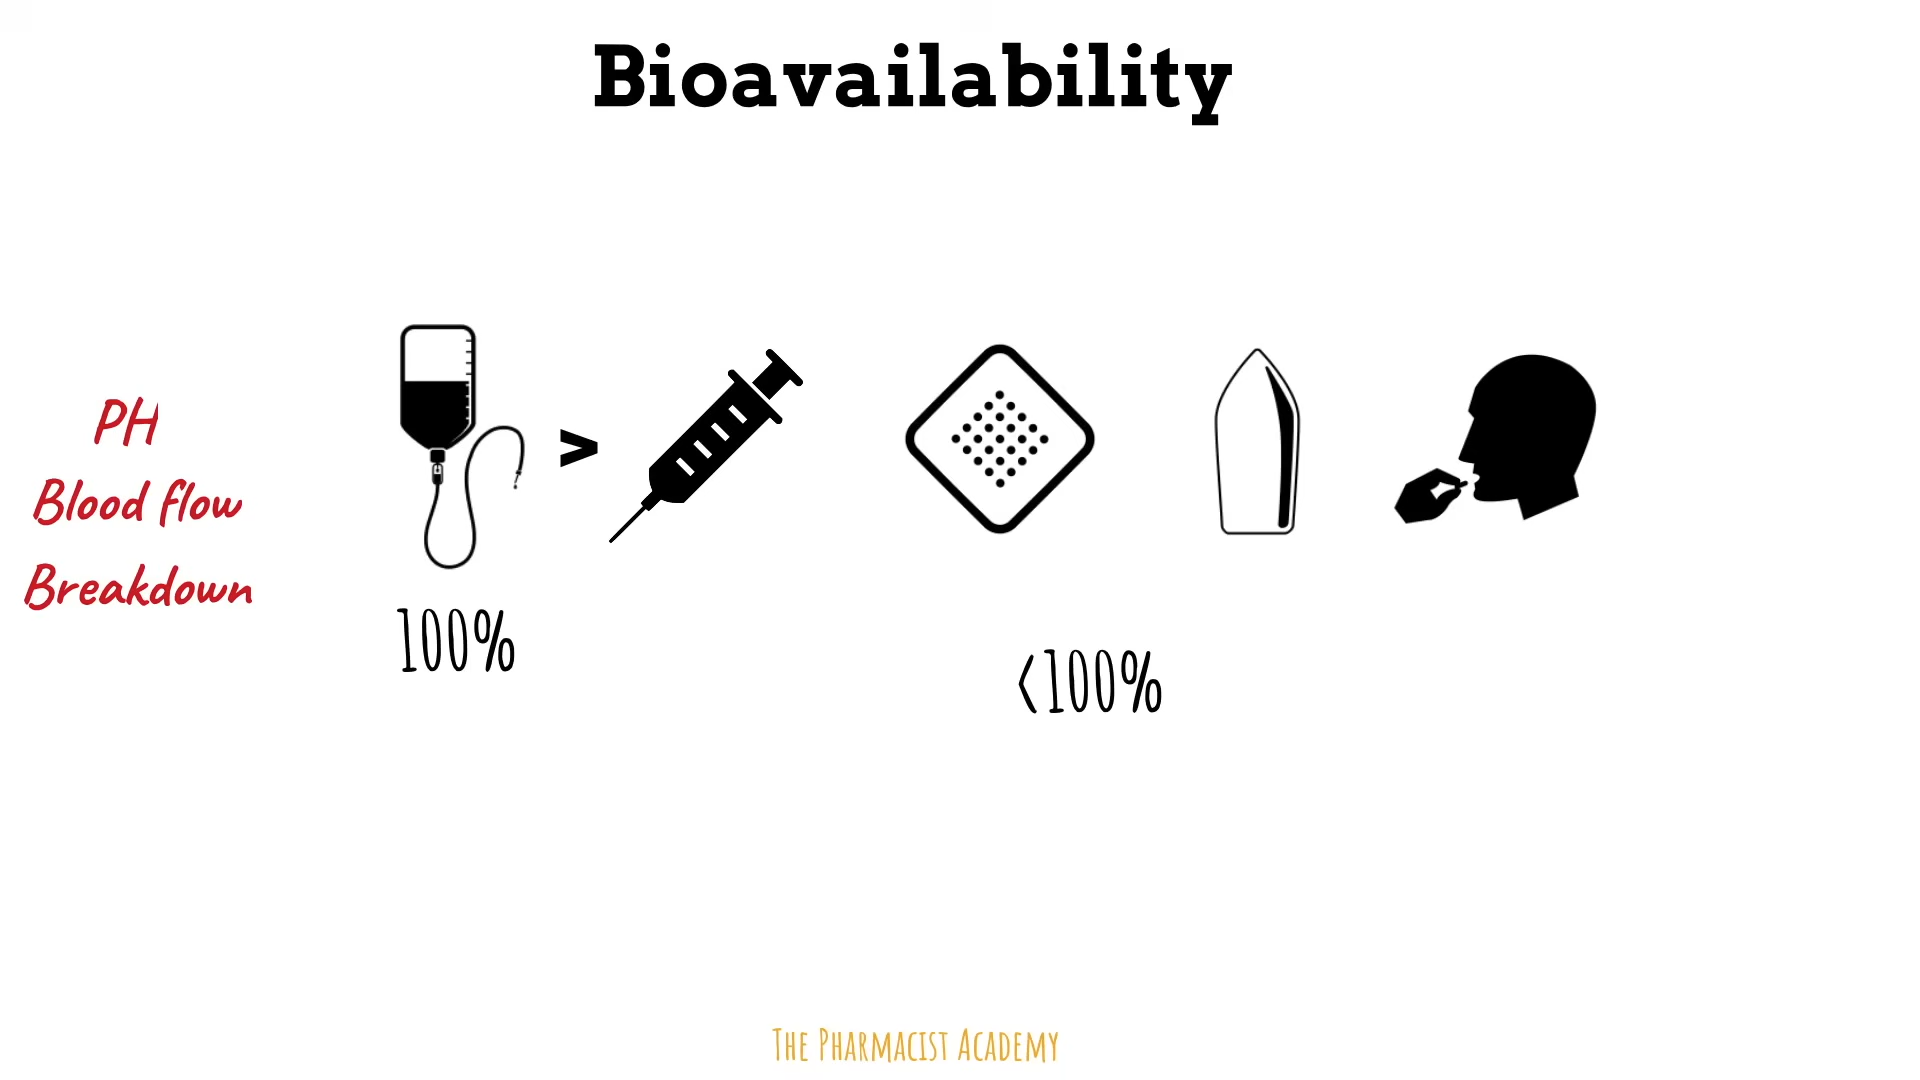 Bioavailability
PH
Blood flow
Breakdown
>
100%
<100%
The Pharmacist Academy